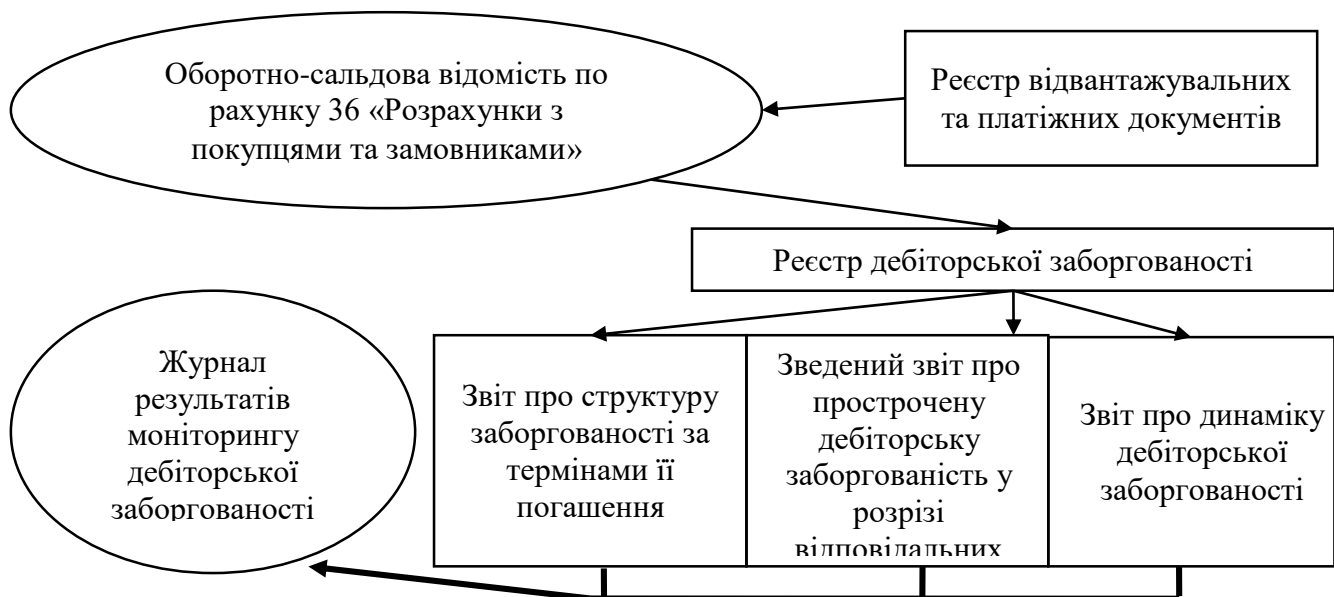 Оборотно-сальдова відомість по
рахунку 36 «Розрахунки з
покупцями та замовниками»
Реєстр відвантажувальних
та платіжних документів
Реєстр дебіторської заборгованості
Журнал
результатів
моніторингу
дебіторської
заборгованості
Звіт про структуру
заборгованості за
термінами її
погашення
Зведений звіт про
прострочену
дебіторську
заборгованість у
розрізі
відповідальних
Звіт про динаміку
дебіторської
заборгованості